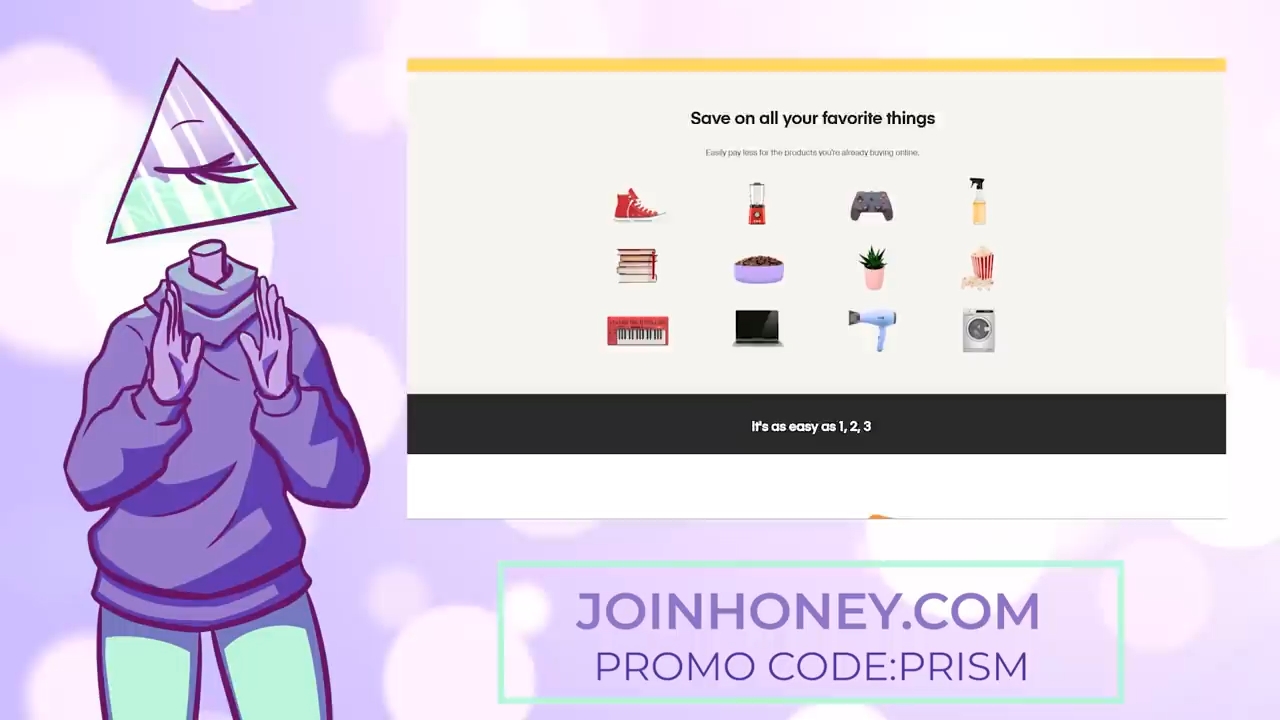 Save on all your favorite things
Easily pay less for the products you're already buying online.
It's as easy as 1, 2, 3
JOINHONEY.COM
PROMO CODE:PRISM